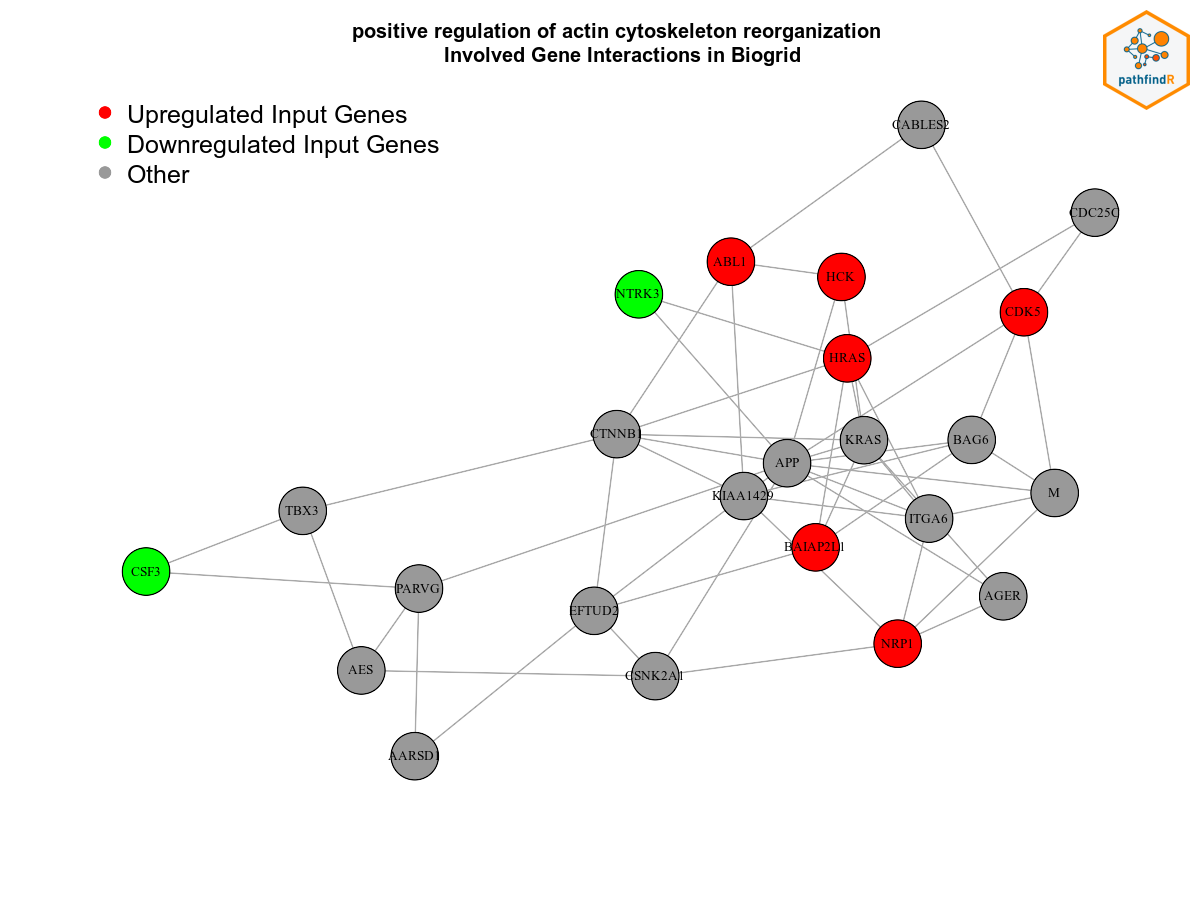 positive regulation of actin cytoskeleton reorganization
Involved Gene Interactions in Biogrid
pathfindR
Upregulated Input Genes
Downregulated Input Genes
Other
CABLES2
CDC25C
ABL1
HCK
NTRK3
CDK5
HRAS
CTNNB1
KRAS
BAG6
APP
KIAA1429
M
TBX3
ITGA6
BAIAP2L1
CSF3
PARVG
AGER
EFTUD2
NRP1
AES
CSNK2A1
AARSD1